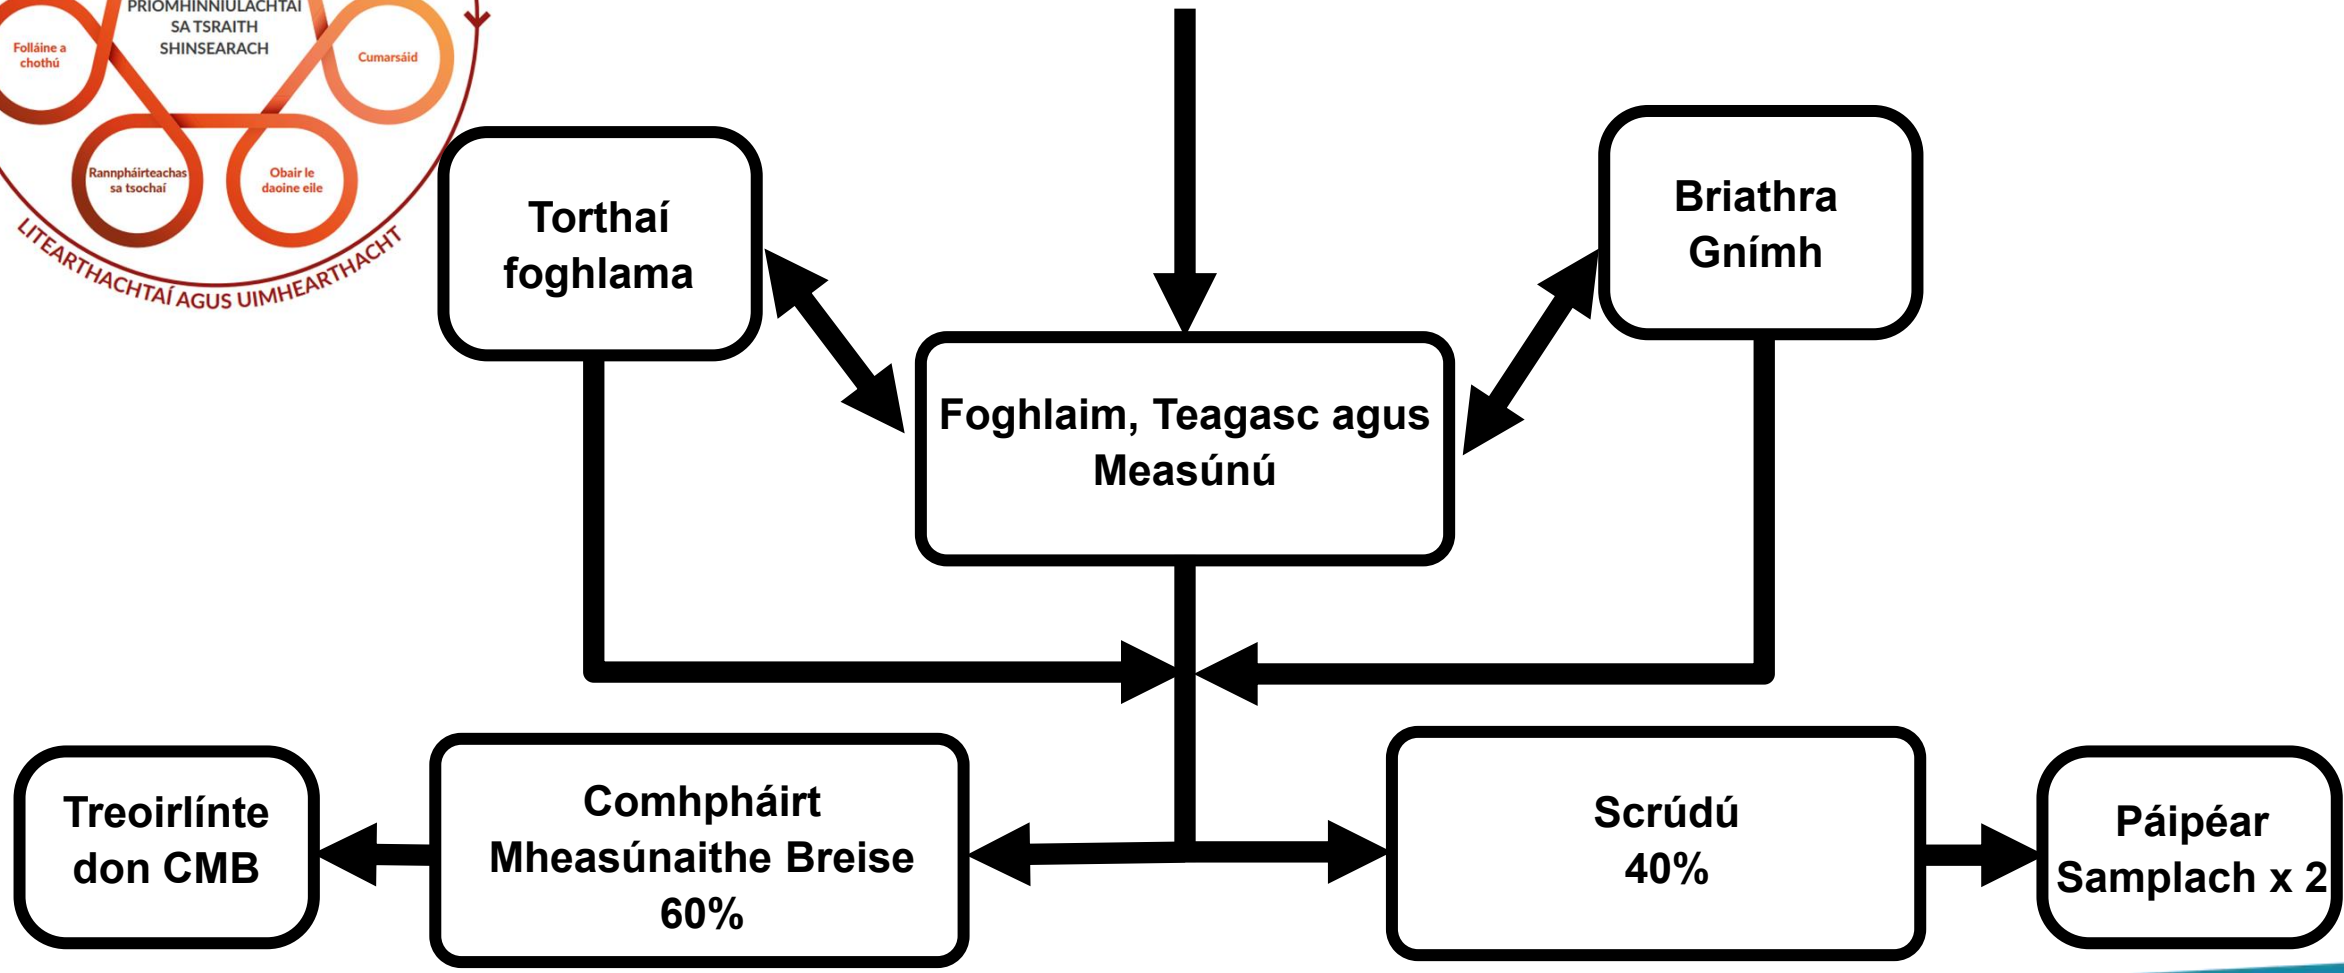 PRÍOMHINNIÚLACHTAÍ
SA TSRAITH
SHINSEARACH
Folláine a
chothú
Cumarsáid
Rannpháirteachas
sa tsochaí
Obair le
daoine eile
LITEARTHACHTAÍ AGUS UIMHEARTHACHT
Torthaí
foghlama
Briathra
Gnímh
Foghlaim, Teagasc agus
Measúnú
Treoirlínte
don CMB
Comhpháirt
Mheasúnaithe Breise
60%
Scrúdú
40%
Páipéar
Samplach x 2